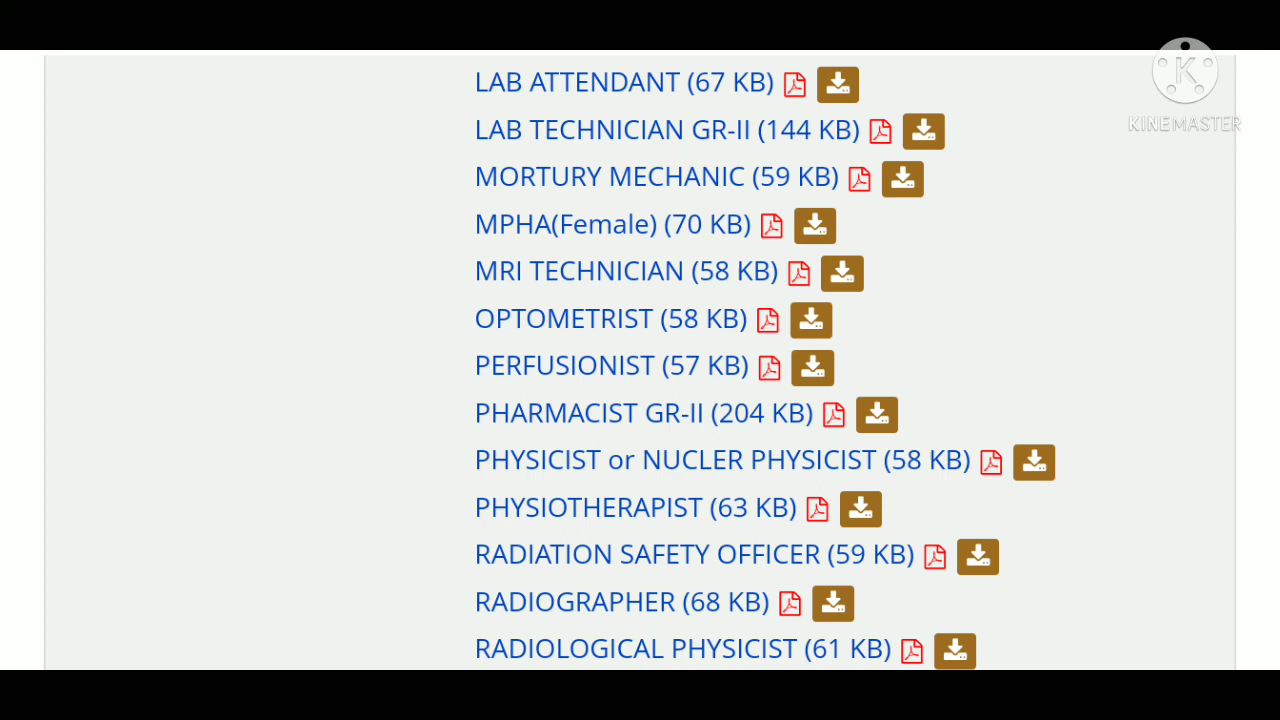 LAB ATTENDANT (67 KB)
KINEMASTER
LAB TECHNICIAN GR-II (144 KB)
MORTURY MECHANIC (59 KB)
MPHA(Female) (70 KB)
MRI TECHNICIAN (58 KB)
OPTOMETRIST (58 KB)
PERFUSIONIST (57 KB)
PHARMACIST GR-II (204 KB)
PHYSICIST or NUCLER PHYSICIST (58 KB)
PHYSIOTHERAPIST (63 KB)
RADIATION SAFETY OFFICER (59 KB)
RADIOGRAPHER (68 KB)
RADIOLOGICAL PHYSICIST (61 KB)